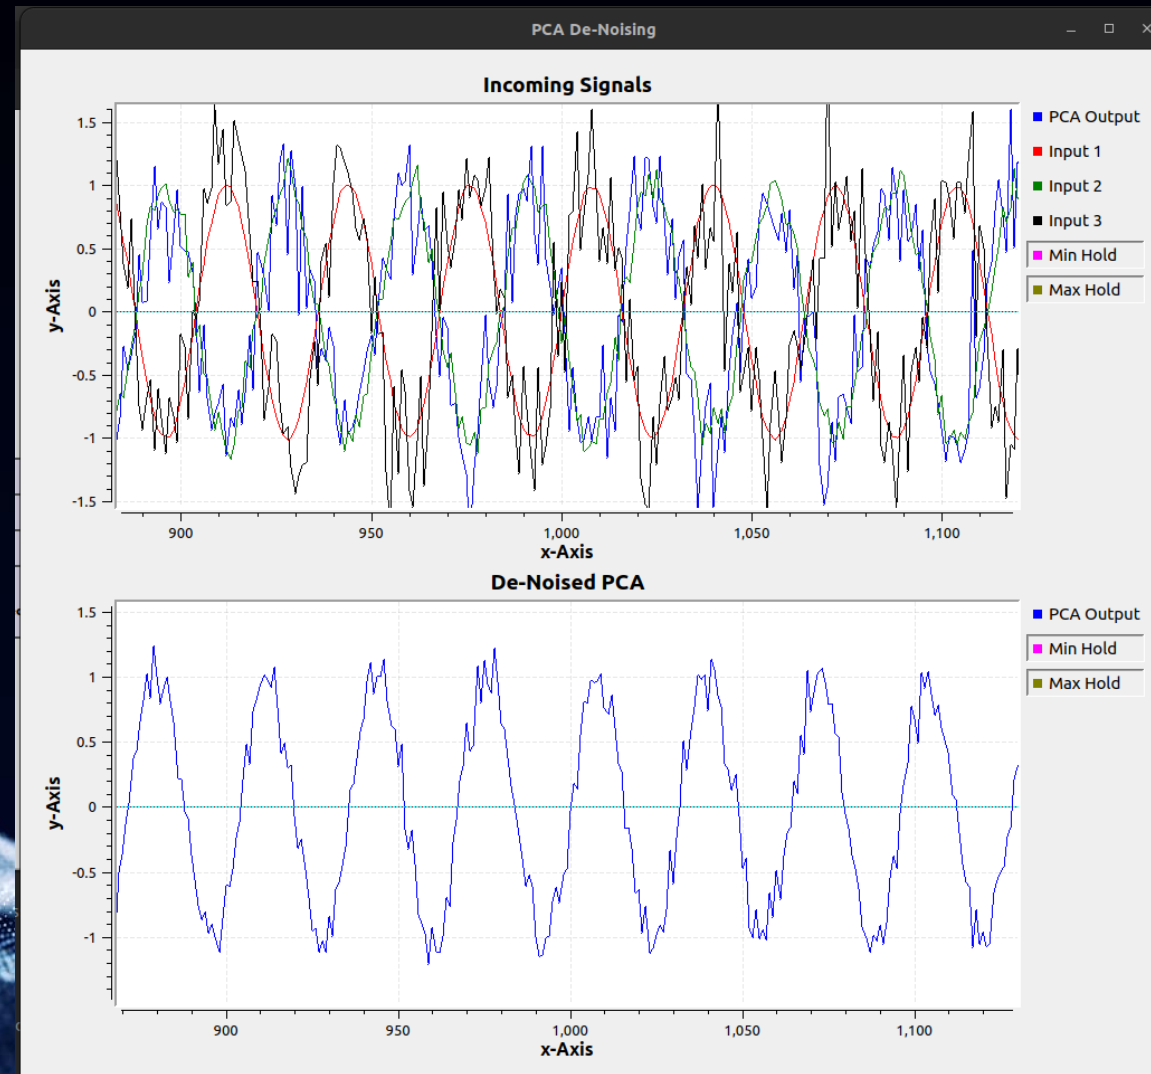 PCA De-Noising
Incoming Signals
y-Axis
1.5
1
0.5
0
-0.5
-1
-1.5
900
950
1,000
1,050
1,100
x-Axis
PCA Output
Input 1
Input 2
Input 3
Min Hold
Max Hold
De-Noised PCA
y-Axis
1.5
1
0.5
0
-0.5
-1
900
950
1,000
1,050
1,100
x-Axis
PCA Output
Min Hold
Max Hold